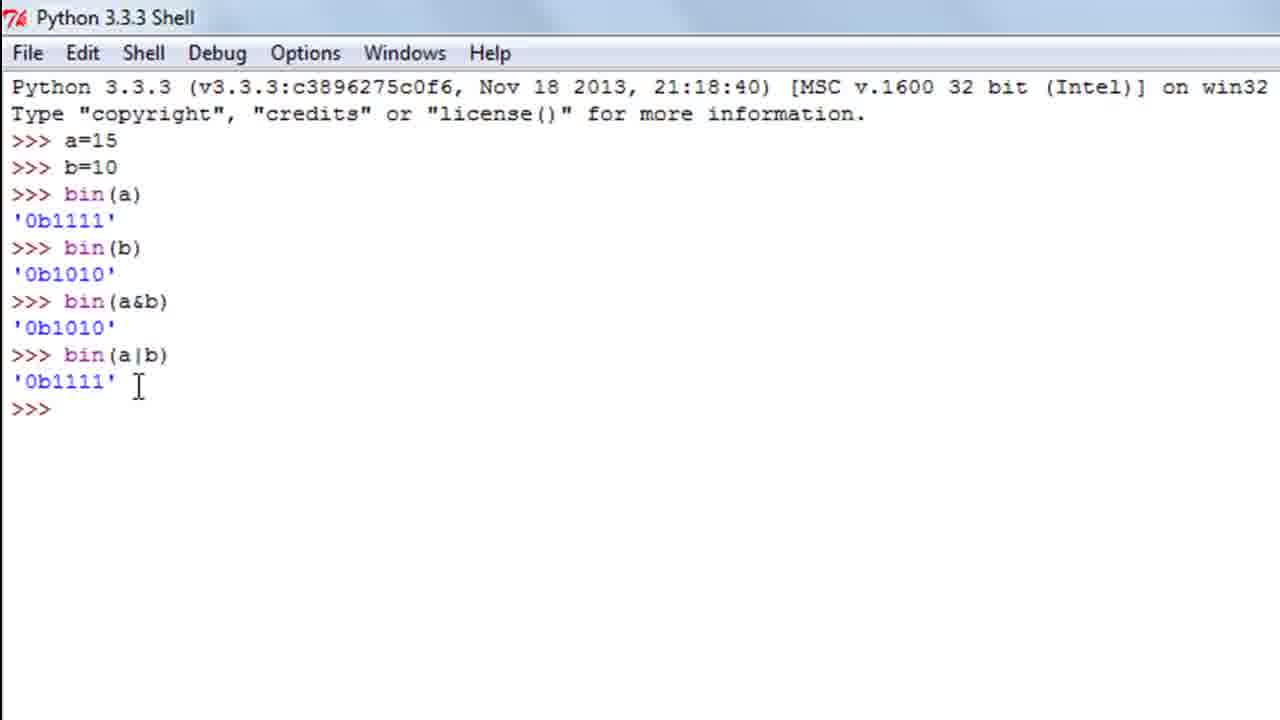 Python 3.3.3 Shell
File Edit Shell Debug Options Windows Help
Python 3.3.3 (v3.3.3:c3896275c0f6, Nov 18 2013, 21:18:40) [MSC v.1600 32 bit (Intel)] on win32
Type "copyright", "credits" or "license()" for more information.
>>> a=15
>>> b=10
>>> bin(a)
'0b1111'
>>> bin(b)
'0b1010'
>>> bin(a&b)
'0b1010'
>>> bin(a|b)
'0b1111'
>>>